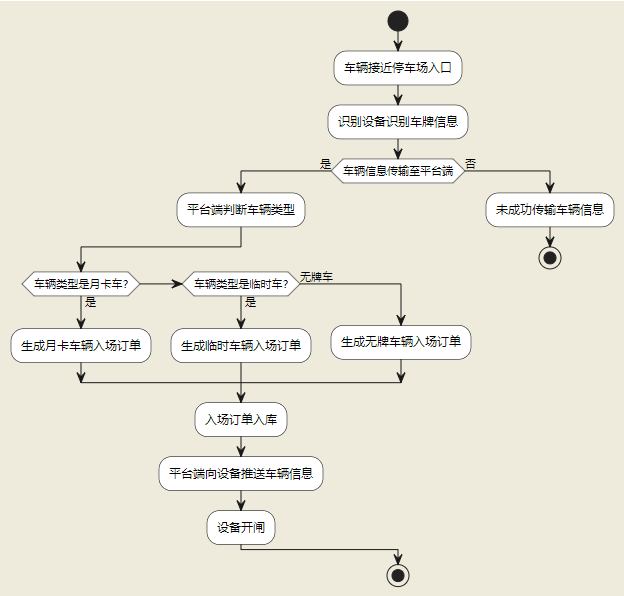 车辆接近停车场入口
识别设备识别车牌信息
是
车辆信息传输至平台端
否
平台端判断车辆类型
未成功传输车辆信息
车辆类型是月卡车?
车辆类型是临时车?
无牌车
是
是
生成月卡车辆入场订单
生成临时车辆入场订单
生成无牌车辆入场订单
入场订单入库
平台端向设备推送车辆信息
设备开闸